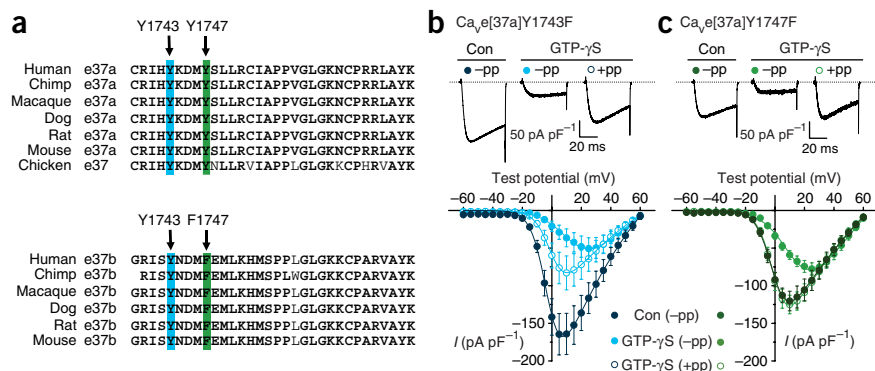 a
Y1743 Y1747
Human e37a CRIHYKDMYSLLRCIAPPVGLGKNCPRRLAYK
Chimp e37a CRIHYKDMYSLLRCIAPPVGLGKNCPRRLAYK
Macaque e37a CRIHYKDMYSLLRCIAPPVGLGKNCPRRLAYK
Dog e37a CRIHYKDMYSLLRCIAPPVGLGKNCPRRLAYK
Rat e37a CRIHYKDMYSLLRCIAPPVGLGKNCPRRLAYK
Mouse e37a CRIHYKDMYSLLRCIAPPVGLGKNCPRRLAYK
Chicken e37 CRIHYKDMYNLLRVIAPPLGLGKKCPHRVAYK
Y1743 F1747
Human e37b GRISYNDMFEMLKHMSPPLGLGKKCPARVAYK
Chimp e37b RISYNDMFEMLKHMSPPLWLGKKCPARVAYK
Macaque e37b GRISYNDMFEMLKHMSPPLGLGKKCPARVAYK
Dog e37b GRISYNDMFEMLKHMSPPLGLGKKCPARVAYK
Rat e37b GRISYNDMFEMLKHMSPPLGLGKKCPARVAYK
Mouse e37b GRISYNDMFEMLKHMSPPLGLGKKCPARVAYK
b
CaVe[37a]Y1743F
Con GTP-γS
–pp –pp +pp
50 pA pF–1
20 ms
Test potential (mV)
–60 –40 –20 0 20 40 60
–150
–200
I (pA pF–1)
Con (–pp)
GTP-γS (–pp)
GTP-γS (+pp)
c
CaVe[37a]Y1747F
Con GTP-γS
–pp –pp +pp
50 pA pF–1
20 ms
Test potential (mV)
–60 –40 –20 0 20 40 60
–50
–100
–150
–200
I (pA pF–1)